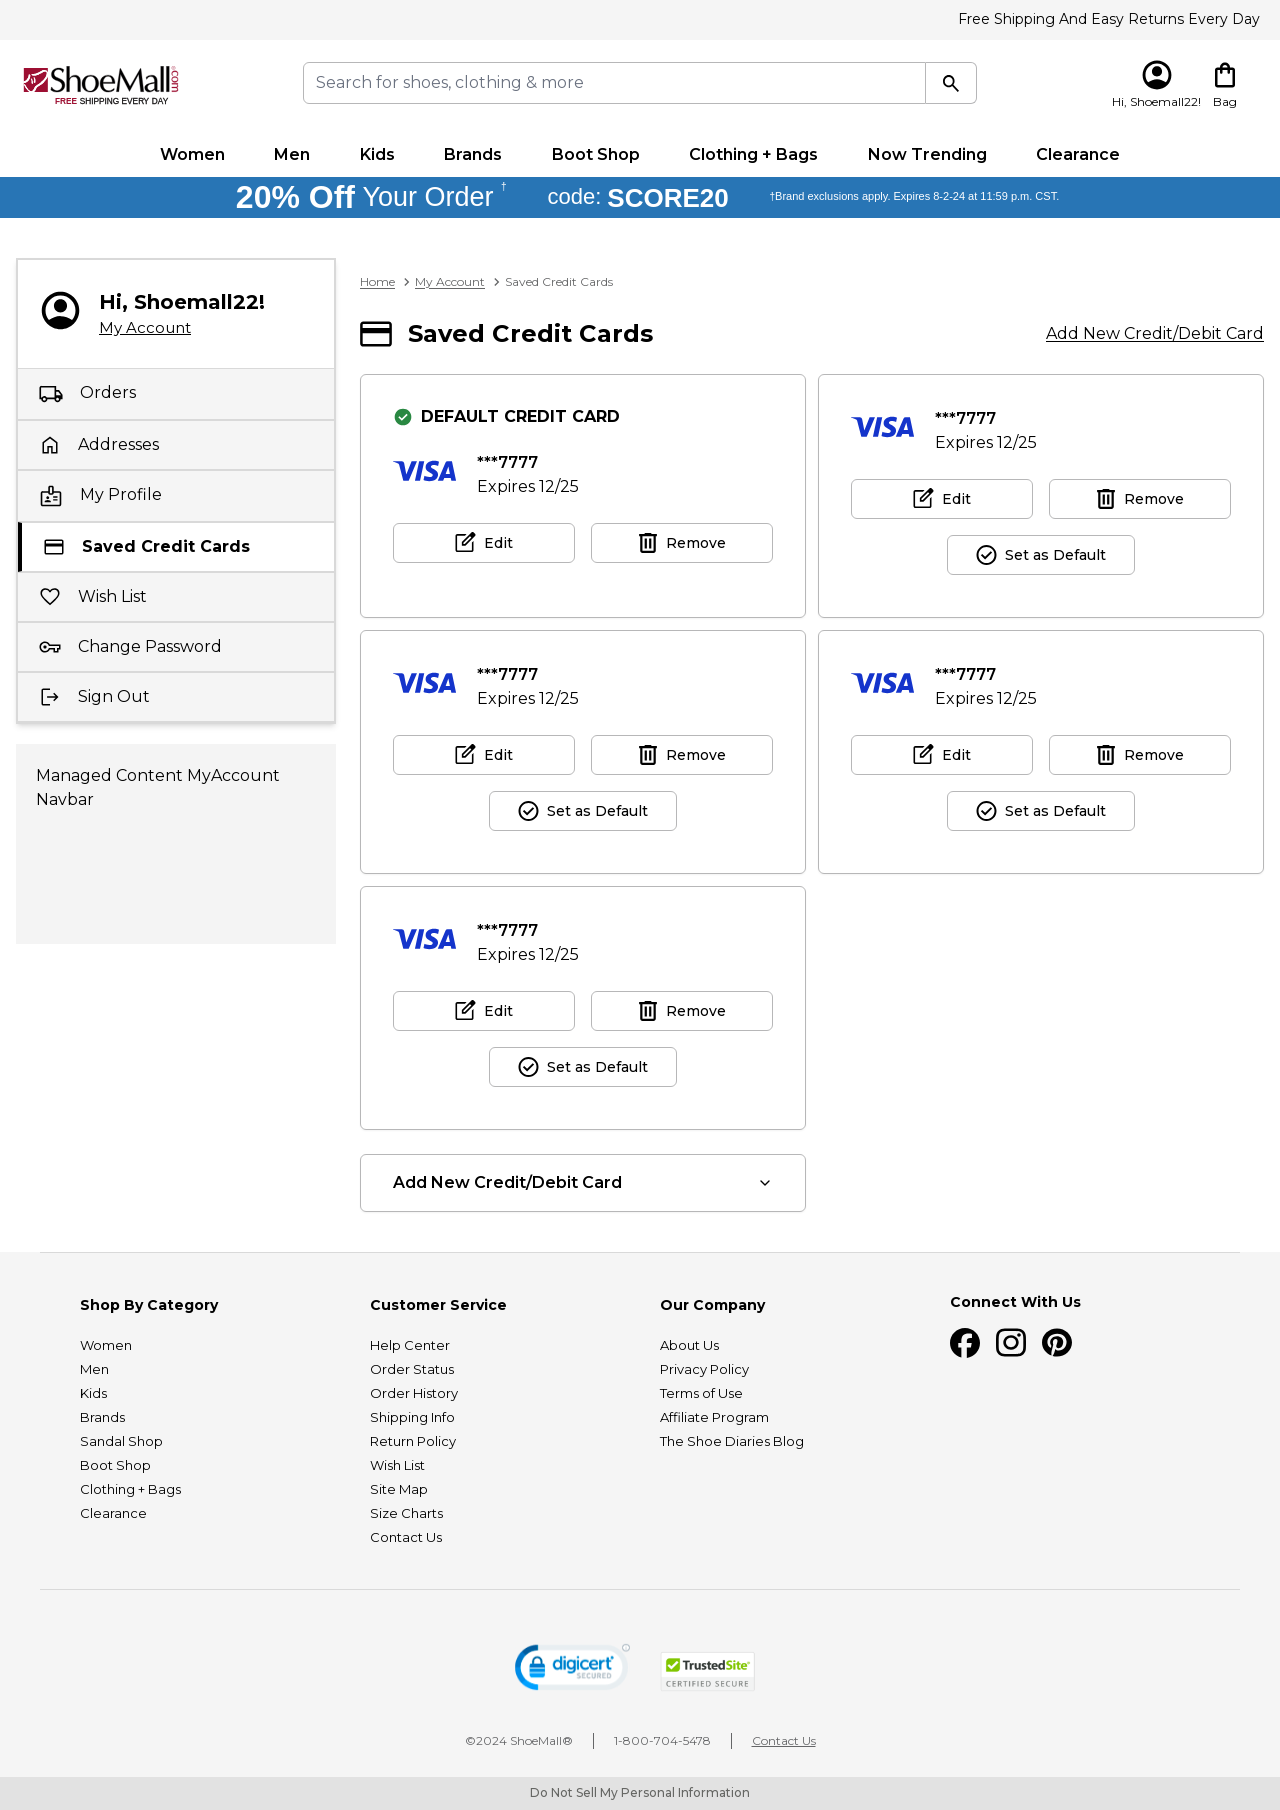 Free Shipping And Easy Returns Every Day
ShoeMall.com
FREE SHIPPING EVERY DAY
Search for shoes, clothing & more
Hi, Shoemall22!
Bag
Women Men Kids Brands Boot Shop Clothing + Bags Now Trending Clearance
20% Off Your Order † code: SCORE20 †Brand exclusions apply. Expires 8-2-24 at 11:59 p.m. CST.
Hi, Shoemall22!
My Account
Orders
Addresses
My Profile
Saved Credit Cards
Wish List
Change Password
Sign Out
Managed Content MyAccount
Navbar
Home > My Account > Saved Credit Cards
Saved Credit Cards
Add New Credit/Debit Card
DEFAULT CREDIT CARD
VISA
***7777
Expires 12/25
Edit
Remove
VISA
***7777
Expires 12/25
Edit
Remove
Set as Default
VISA
***7777
Expires 12/25
Edit
Remove
Set as Default
VISA
***7777
Expires 12/25
Edit
Remove
Set as Default
VISA
***7777
Expires 12/25
Edit
Remove
Set as Default
Add New Credit/Debit Card
Shop By Category
Women
Men
Kids
Brands
Sandal Shop
Boot Shop
Clothing + Bags
Clearance
Customer Service
Help Center
Order Status
Order History
Shipping Info
Return Policy
Wish List
Site Map
Size Charts
Contact Us
Our Company
About Us
Privacy Policy
Terms of Use
Affiliate Program
The Shoe Diaries Blog
Connect With Us
digicert
SECURED
TrustedSite
CERTIFIED SECURE
©2024 ShoeMall®
1-800-704-5478
Contact Us
Do Not Sell My Personal Information